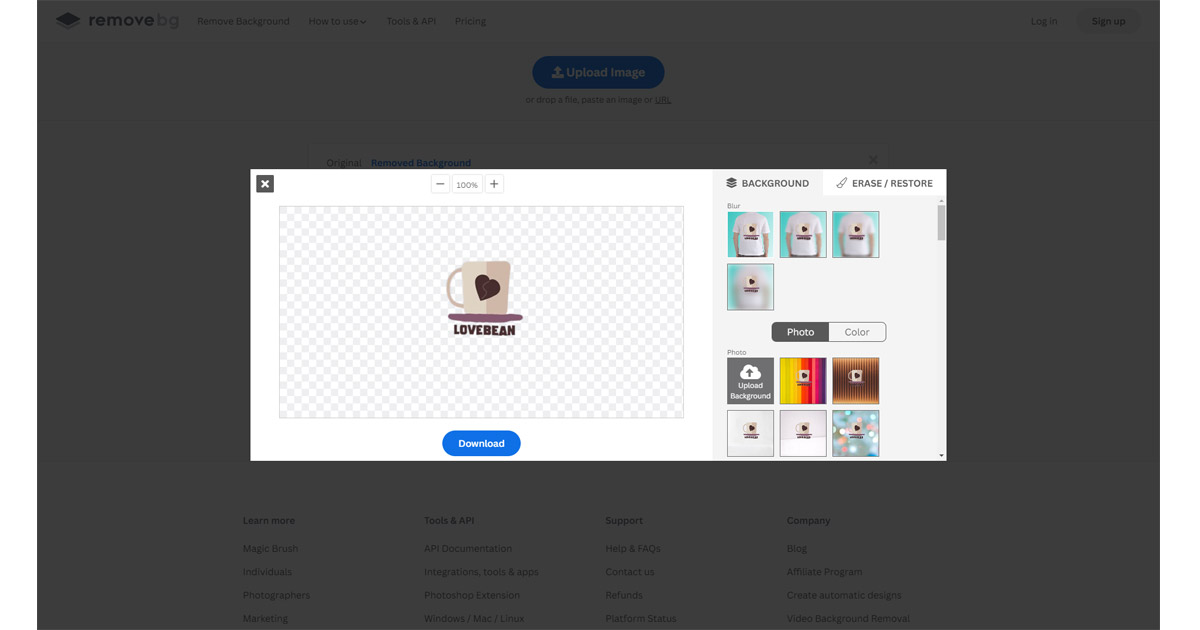 removebg Remove Background How to use Tools & API Pricing Log in Sign up
Upload Image
or drop a file, paste an image or URL
Original Removed Background
100%
BACKGROUND ERASE / RESTORE
Blur
LOVEBEAN
Photo Color
Photo
Upload
Background
Download
Learn more Tools & API Support Company
Magic Brush API Documentation Help & FAQs Blog
Individuals Integrations, tools & apps Contact us Affiliate Program
Photographers Photoshop Extension Refunds Create automatic designs
Marketing Windows / Mac / Linux Platform Status Video Background Removal